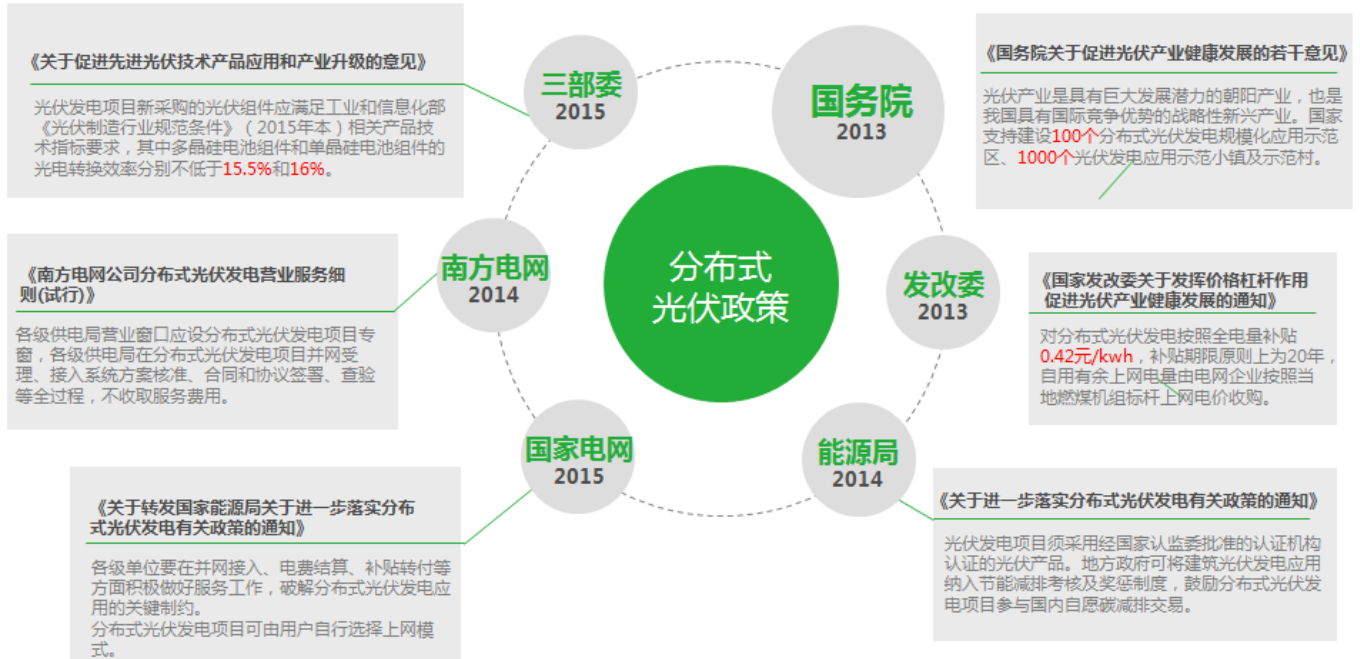 《关于促进先进光伏技术产品应用和产业升级的意见》
光伏发电项目新采购的光伏组件应满足工业和信息化部
《光伏制造行业规范条件》（2015年本）相关产品技
术指标要求，其中多晶硅电池组件和单晶硅电池组件的
光电转换效率分别不低于15.5%和16%。
三部委
2015
国务院
2013
《国务院关于促进光伏产业健康发展的若干意见》
光伏产业是具有巨大发展潜力的朝阳产业，也是
我国具有国际竞争优势的战略性新兴产业。国家
支持建设100个分布式光伏发电规模化应用示范
区、1000个光伏发电应用示范小镇及示范村。
《南方电网公司分布式光伏发电营业服务细
则(试行)》
各级供电局营业窗口应设分布式光伏发电项目专
窗，各级供电局在分布式光伏发电项目并网受
理、接入系统方案核准、合同和协议签署、查验
等全过程，不收取服务费用。
南方电网
2014
分布式
光伏政策
发改委
2013
《国家发改委关于发挥价格杠杆作用
促进光伏产业健康发展的通知》
对分布式光伏发电按照全电量补贴
0.42元/kwh，补贴期限原则上为20年，
自用有余上网电量由电网企业按照当
地燃煤机组标杆上网电价收购。
国家电网
2015
能源局
2014
《关于转发国家能源局关于进一步落实分布
式光伏发电有关政策的通知》
各级单位要在并网接入、电费结算、补贴转付等
方面积极做好服务工作，破解分布式光伏发电应
用的关键制约。
分布式光伏发电项目可由用户自行选择上网模
式。
《关于进一步落实分布式光伏发电有关政策的通知》
光伏发电项目须采用经国家认监委批准的认证机构
认证的光伏产品。地方政府可将建筑光伏发电应用
纳入节能减排考核及奖惩制度，鼓励分布式光伏发
电项目参与国内自愿碳减排交易。